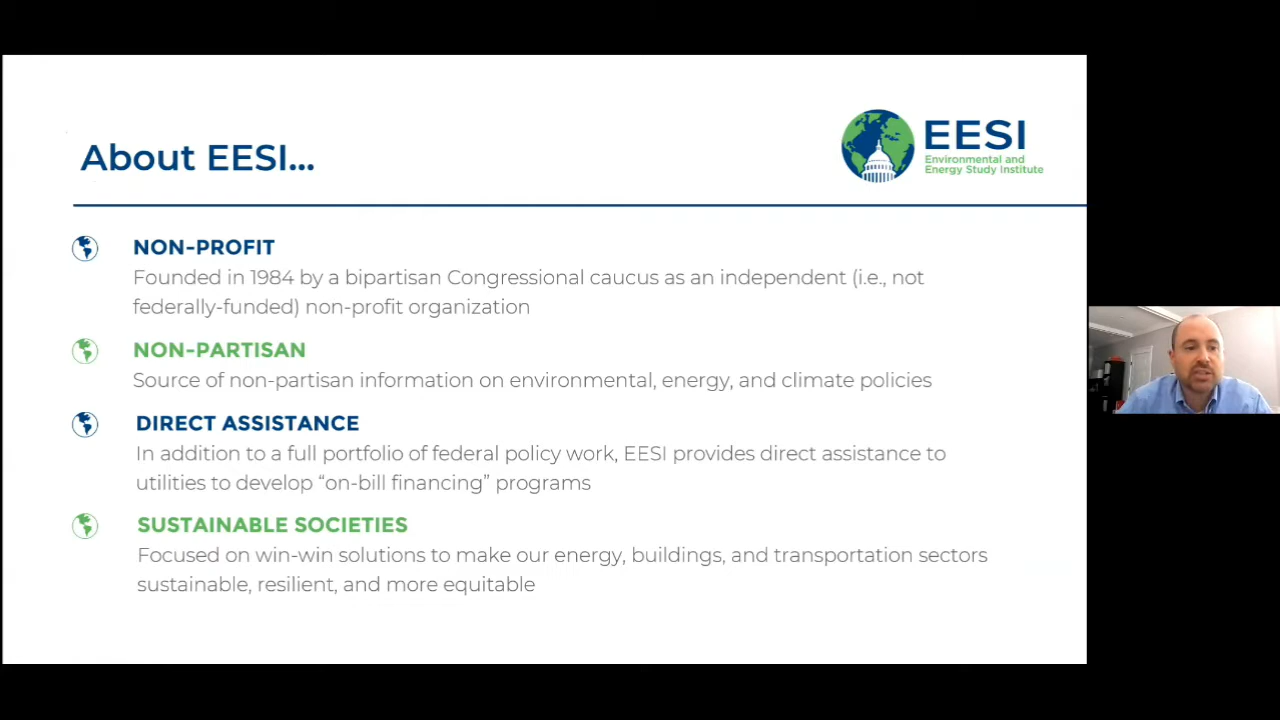 About EESI...
EESI
Environmental and
Energy Study Institute
NON-PROFIT
Founded in 1984 by a bipartisan Congressional caucus as an independent (i.e., not
federally-funded) non-profit organization
NON-PARTISAN
Source of non-partisan information on environmental, energy, and climate policies
DIRECT ASSISTANCE
In addition to a full portfolio of federal policy work, EESI provides direct assistance to
utilities to develop “on-bill financing” programs
SUSTAINABLE SOCIETIES
Focused on win-win solutions to make our energy, buildings, and transportation sectors
sustainable, resilient, and more equitable